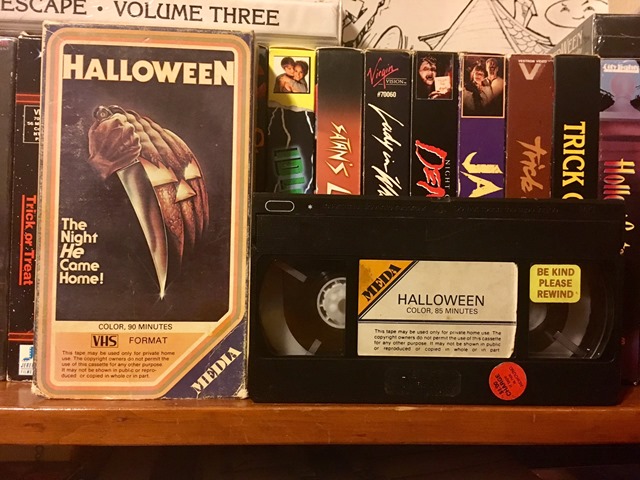 ESCAPE • VOLUME THREE
HALLOWEEN
The
Night
He
Came
Home!
COLOR, 90 MINUTES
VHS FORMAT
This tape may be used only for private home
use. The copyright owners do not permit the
use of this cassette for any other purpose.
It may not be shown in public or repro-
duced or copied in whole or in part.
MEDIA
Trick or Treat
SATAN'S
Virgin
VISION
#70060
Lady in
NIGHT
JA
Trick
TRICK
MEDA
HALLOWEEN
COLOR, 85 MINUTES
This tape may be used only for private home use. The
copyright owners do not permit the use of this
cassette for any other purpose. It may not be shown in public
or reproduced or copied in whole or in part.
BE KIND
PLEASE
REWIND
$1.00
CHARGE